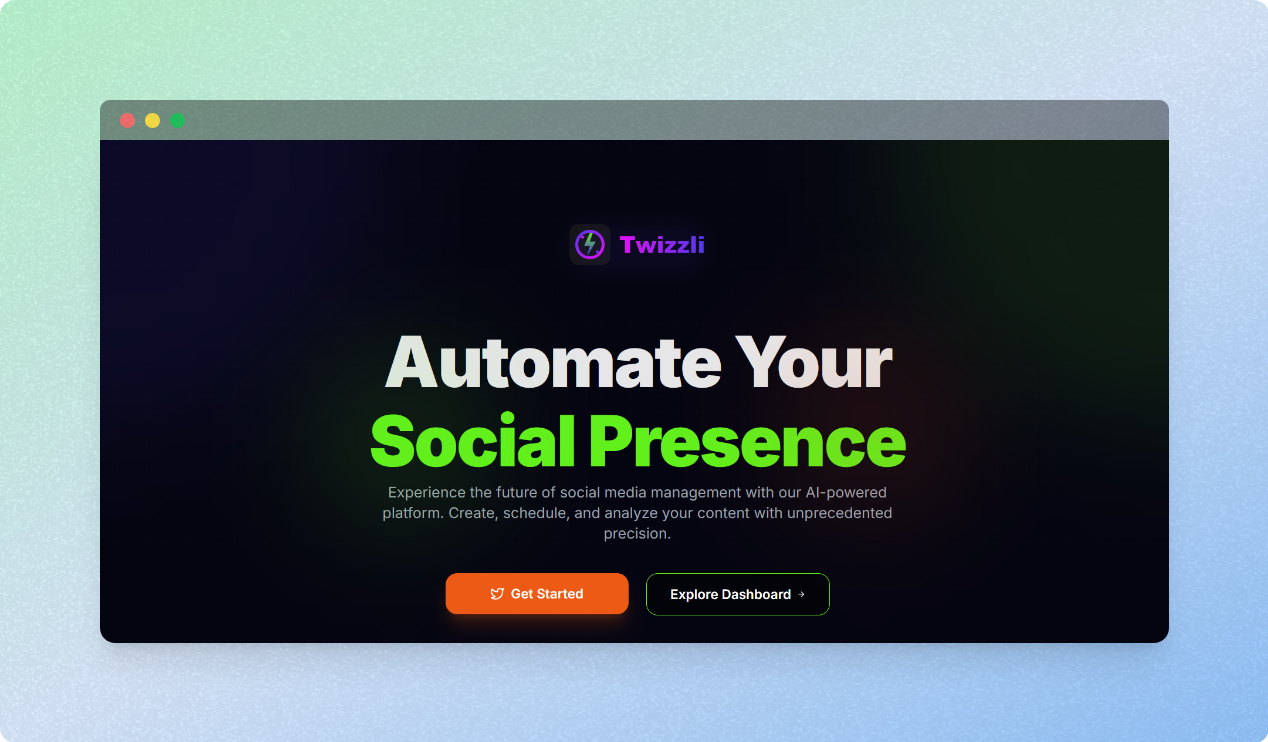 Twizzli
Automate Your
Social Presence
Experience the future of social media management with our AI-powered
platform. Create, schedule, and analyze your content with unprecedented
precision.
Get Started
Explore Dashboard →